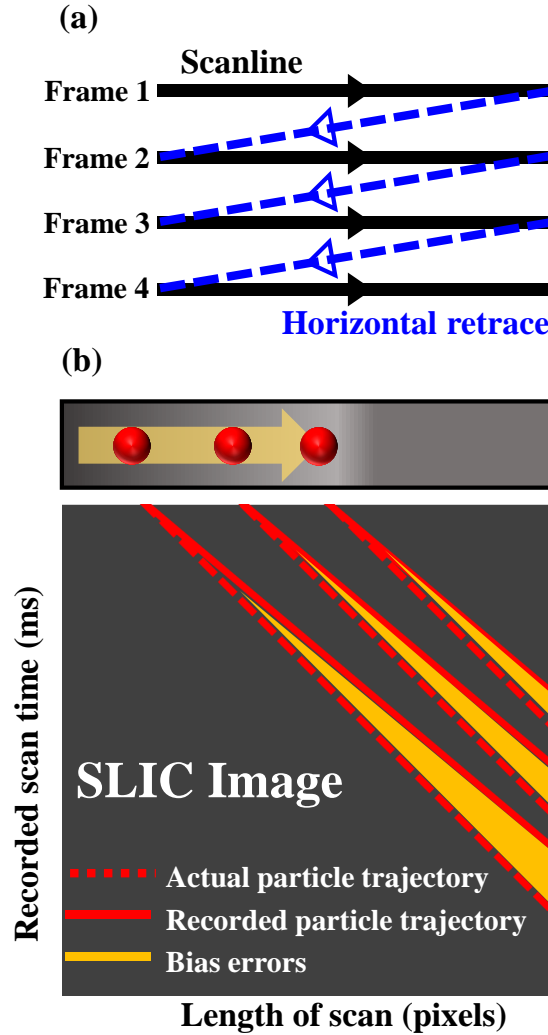 (a)
Scanline
Frame 1
Frame 2
Frame 3
Frame 4
Horizontal retrace
(b)
Recorded scan time (ms)
SLIC Image
Actual particle trajectory
Recorded particle trajectory
Bias errors
Length of scan (pixels)